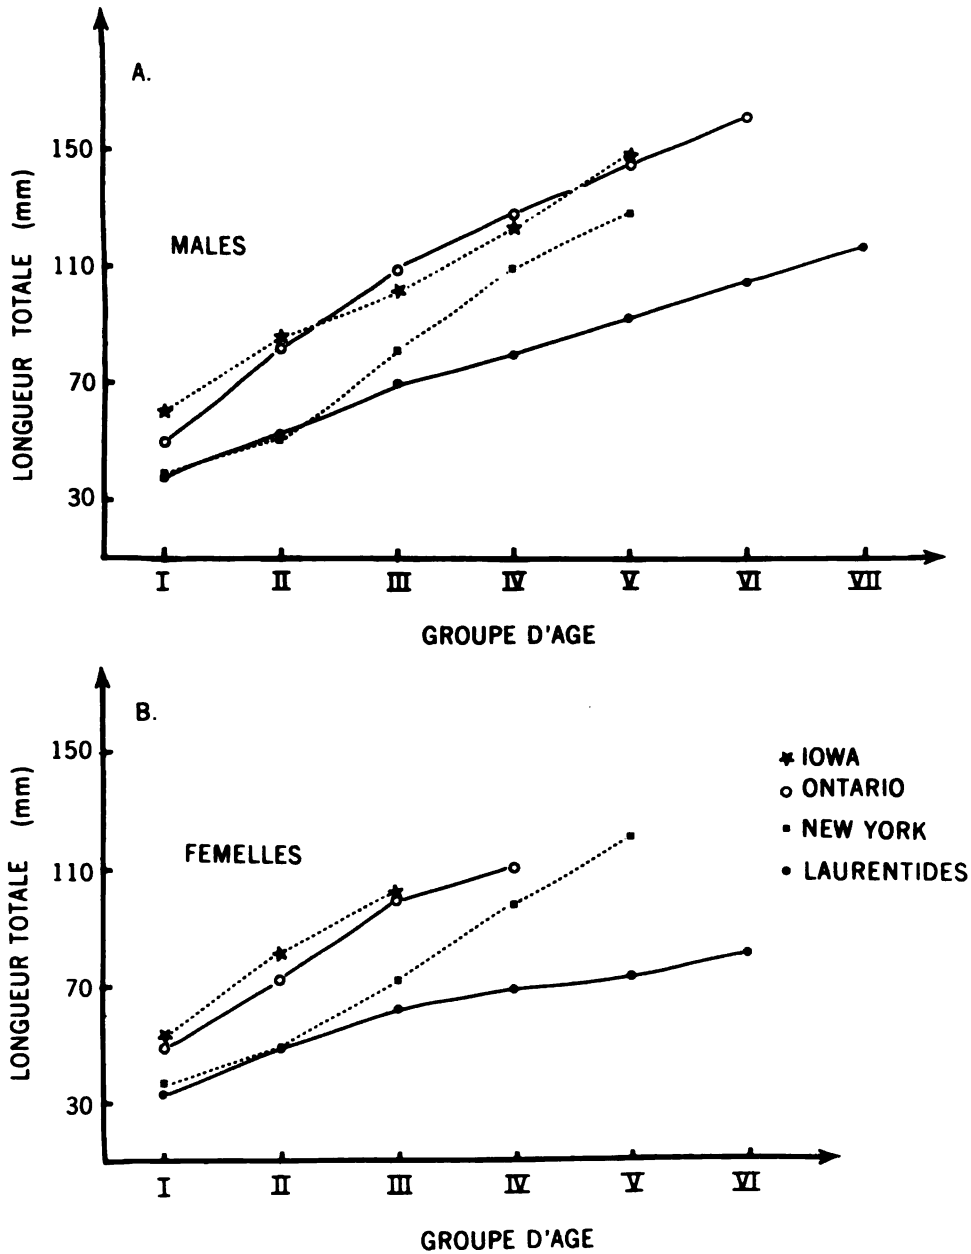 A.
150
MALES
110
70
30
LONGUEUR TOTALE (mm)
I II III IV V VI VII
GROUPE D'AGE
B.
150
IOWA
ONTARIO
NEW YORK
FEMELLES
110
LAURENTIDES
70
30
LONGUEUR TOTALE (mm)
I II III IV V VI
GROUPE D'AGE